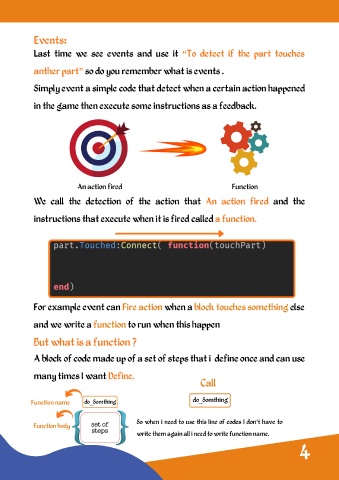 Events:
Last time we see events and use it “To detect if the part touches
anther part” so do you remember what is events .
Simply event a simple code that detect when a certain action happened
in the game then execute some instructions as a feedback.
An action fired
Function
We call the detection of the action that An action fired and the
instructions that execute when it is fired called a function.
part.Touched:Connect( function(touchPart)
end)
For example event can Fire action when a block touches something else
and we write a function to run when this happen
But what is a function ?
A block of code made up of a set of steps that i define once and can use
many times I want Define.
Call
Function name
do_Somthing
do_Somthing
Function body
set of
steps
So when i need to use this line of codes I don't have to
write them again all i need to write function name.
4